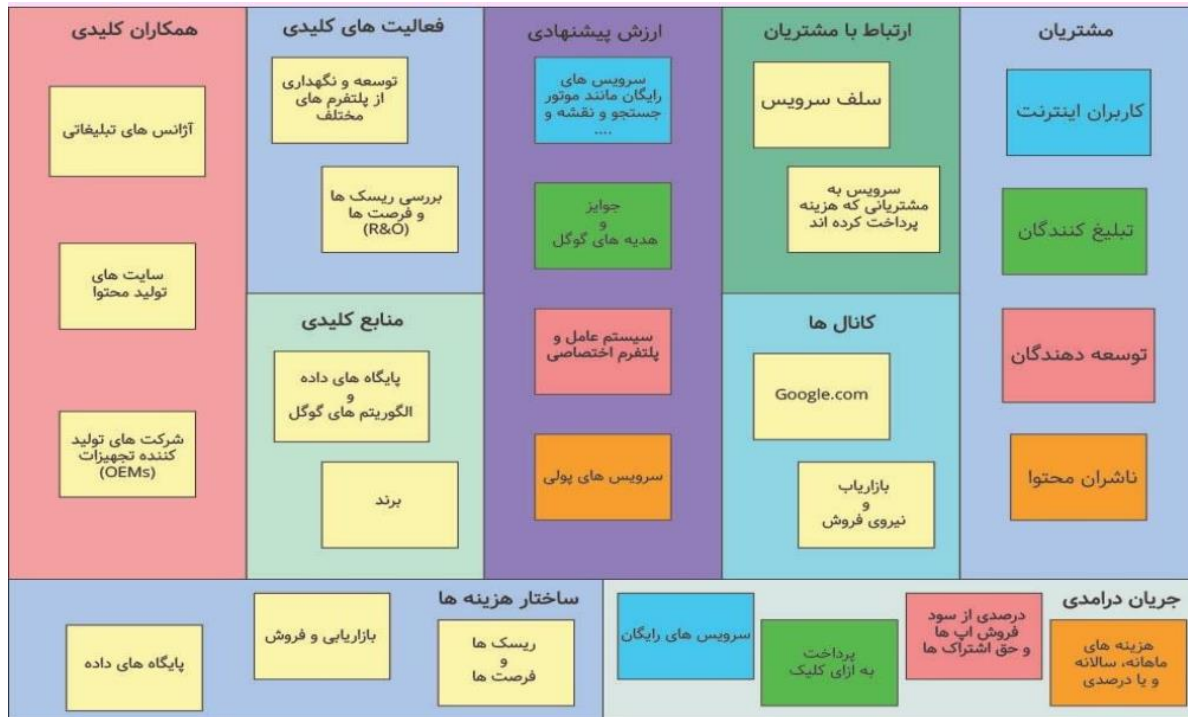 مشتریان
کاربران اینترنت
تبلیغ کنندگان
توسعه دهندگان
ناشران محتوا
ارتباط با مشتریان
سلف سرویس
سرویس به
مشتریانی که هزینه
پرداخت کرده اند
کانال ها
Google.com
بازاریاب
و
نیروی فروش
ارزش پیشنهادی
سرویس های
رایگان مانند موتور
جستجو و نقشه و
....
جوایز
و
هدیه های گوگل
سیستم عامل و
پلتفرم اختصاصی
سرویس های پولی
فعالیت های کلیدی
توسعه و نگهداری
از پلتفرم های
مختلف
بررسی ریسک ها
و فرصت ها
(R&O)
منابع کلیدی
پایگاه های داده
و
الگوریتم های گوگل
برند
همکاران کلیدی
آژانس های تبلیغاتی
سایت های
تولید محتوا
شرکت های تولید
کننده تجهیزات
(OEMs)
جریان درامدی
هزینه های
ماهانه، سالانه
و یا درصدی
درصدی از سود
فروش اپ ها
و حق اشتراک ها
پرداخت
به ازای کلیک
سرویس های رایگان
ساختار هزینه ها
ریسک ها
و
فرصت ها
بازاریابی و فروش
پایگاه های داده